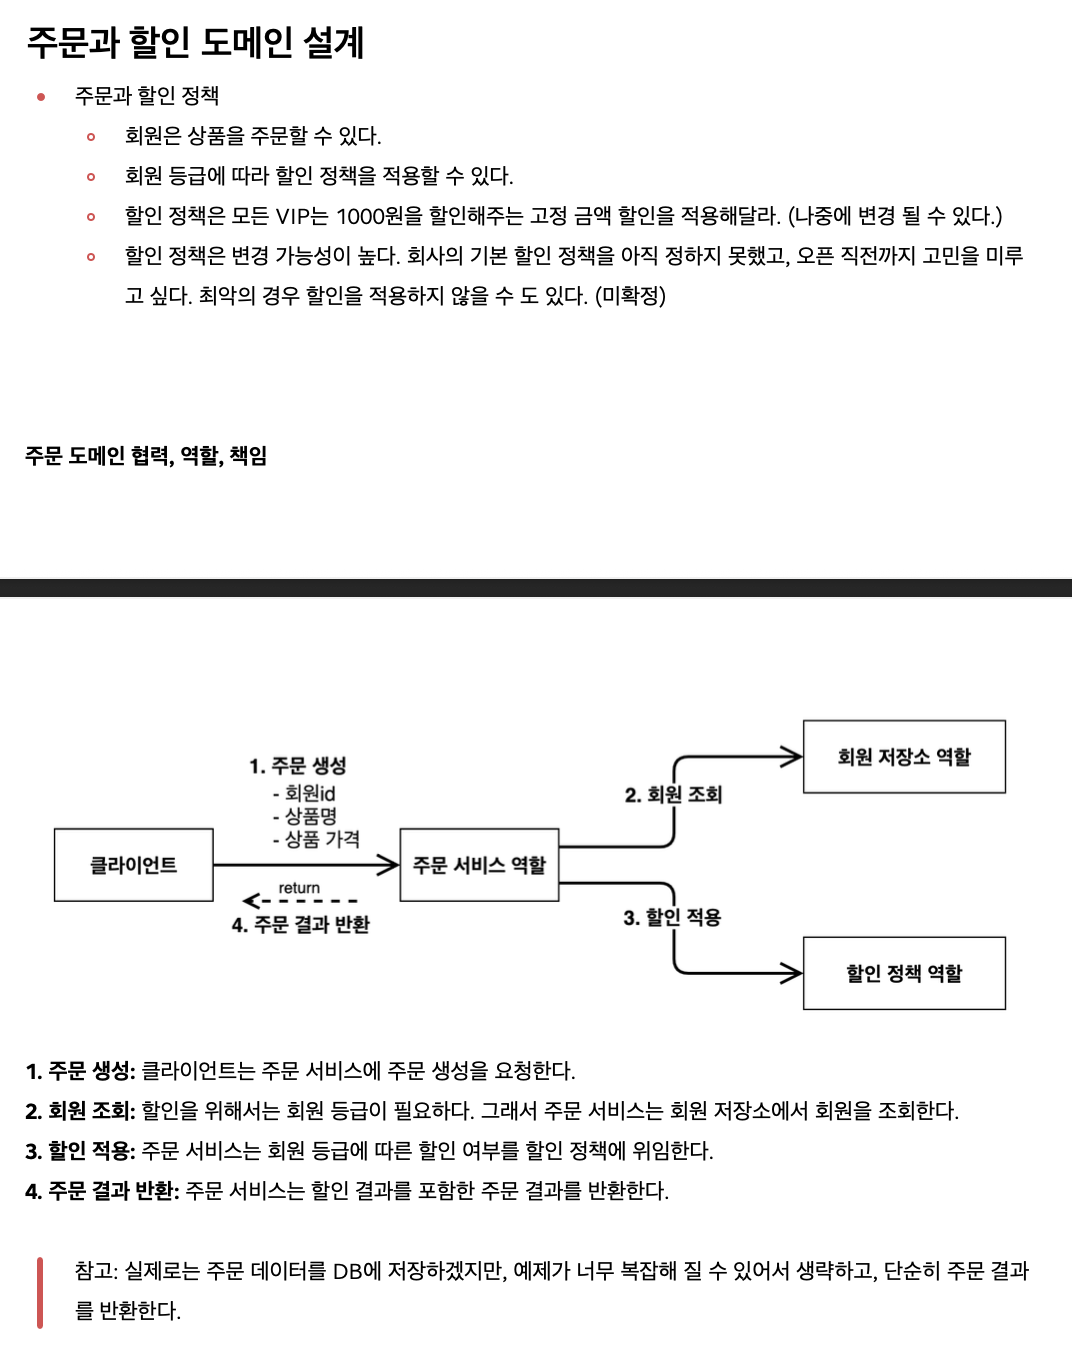 주문과 할인 도메인 설계
주문과 할인 정책
회원은 상품을 주문할 수 있다.
회원 등급에 따라 할인 정책을 적용할 수 있다.
할인 정책은 모든 VIP는 1000원을 할인해주는 고정 금액 할인을 적용해달라. (나중에 변경 될 수 있다.)
할인 정책은 변경 가능성이 높다. 회사의 기본 할인 정책을 아직 정하지 못했고, 오픈 직전까지 고민을 미루
고 싶다. 최악의 경우 할인을 적용하지 않을 수 도 있다. (미확정)
주문 도메인 협력, 역할, 책임
1. 주문 생성
- 회원id
- 상품명
- 상품 가격
클라이언트
주문 서비스 역할
return
4. 주문 결과 반환
2. 회원 조회
회원 저장소 역할
3. 할인 적용
할인 정책 역할
1. 주문 생성: 클라이언트는 주문 서비스에 주문 생성을 요청한다.
2. 회원 조회: 할인을 위해서는 회원 등급이 필요하다. 그래서 주문 서비스는 회원 저장소에서 회원을 조회한다.
3. 할인 적용: 주문 서비스는 회원 등급에 따른 할인 여부를 할인 정책에 위임한다.
4. 주문 결과 반환: 주문 서비스는 할인 결과를 포함한 주문 결과를 반환한다.
참고: 실제로는 주문 데이터를 DB에 저장하겠지만, 예제가 너무 복잡해 질 수 있어서 생략하고, 단순히 주문 결과
를 반환한다.